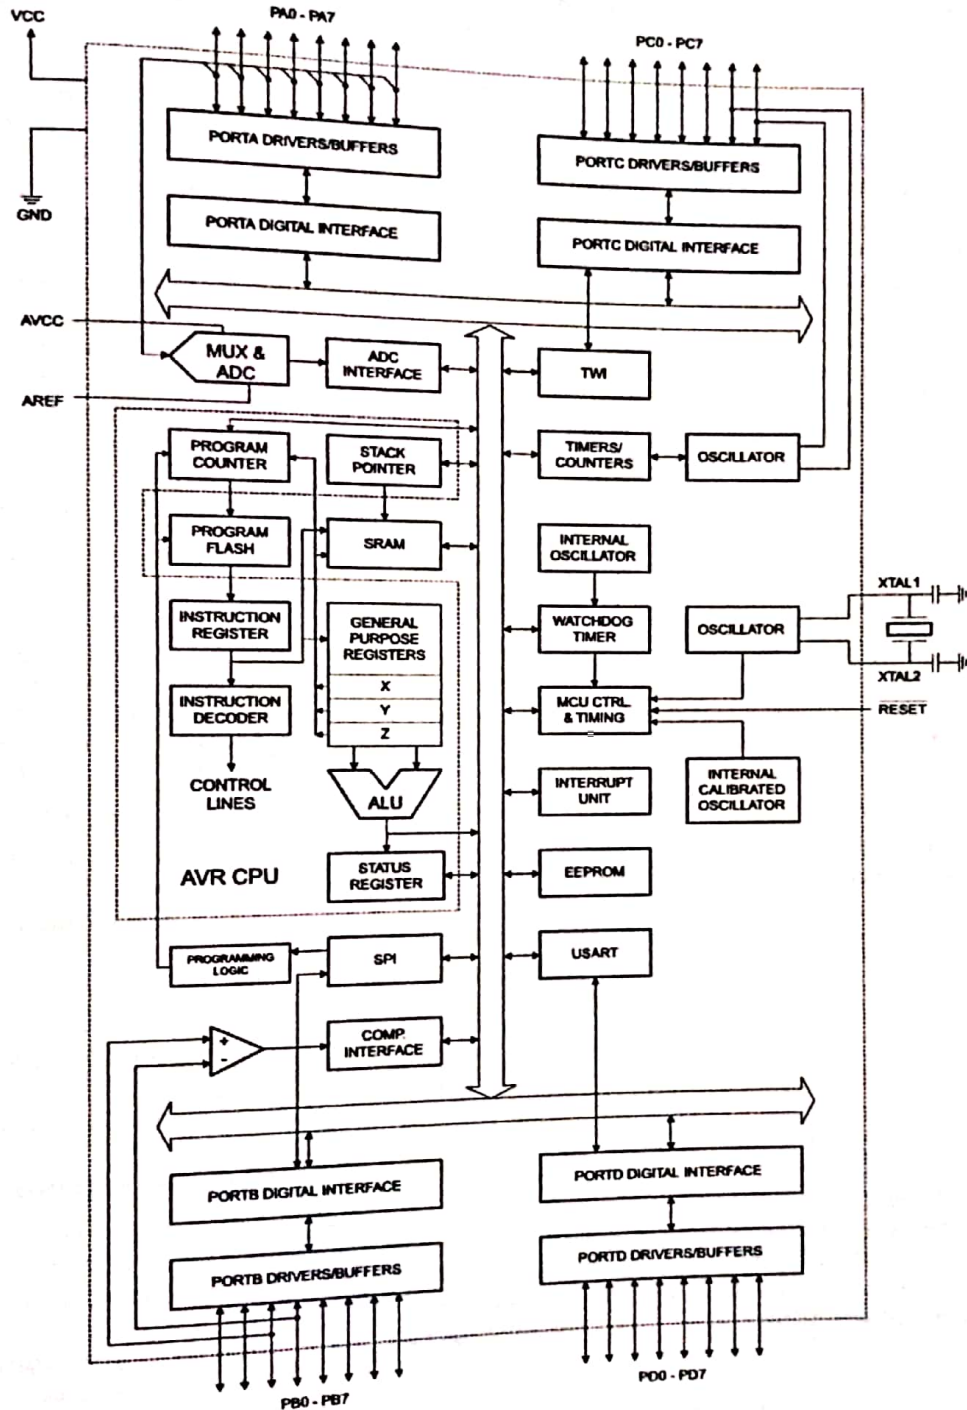 VCC
PA0 - PA7
PC0 - PC7
PORTA DRIVERS/BUFFERS
PORTC DRIVERS/BUFFERS
GND
PORTA DIGITAL INTERFACE
PORTC DIGITAL INTERFACE
AVCC
MUX &
ADC
ADC
INTERFACE
TWI
AREF
PROGRAM
COUNTER
STACK
POINTER
TIMERS/
COUNTERS
OSCILLATOR
PROGRAM
FLASH
SRAM
INTERNAL
OSCILLATOR
XTAL1
INSTRUCTION
REGISTER
GENERAL
PURPOSE
REGISTERS
WATCHDOG
TIMER
OSCILLATOR
X
XTAL2
INSTRUCTION
DECODER
Y
MCU CTRL.
& TIMING
RESET
Z
CONTROL
LINES
ALU
INTERRUPT
UNIT
INTERNAL
CALIBRATED
OSCILLATOR
AVR CPU
STATUS
REGISTER
EEPROM
PROGRAMMING
LOGIC
SPI
USART
+
-
COMP.
INTERFACE
PORTB DIGITAL INTERFACE
PORTD DIGITAL INTERFACE
PORTB DRIVERS/BUFFERS
PORTD DRIVERS/BUFFERS
PB0 - PB7
PD0 - PD7